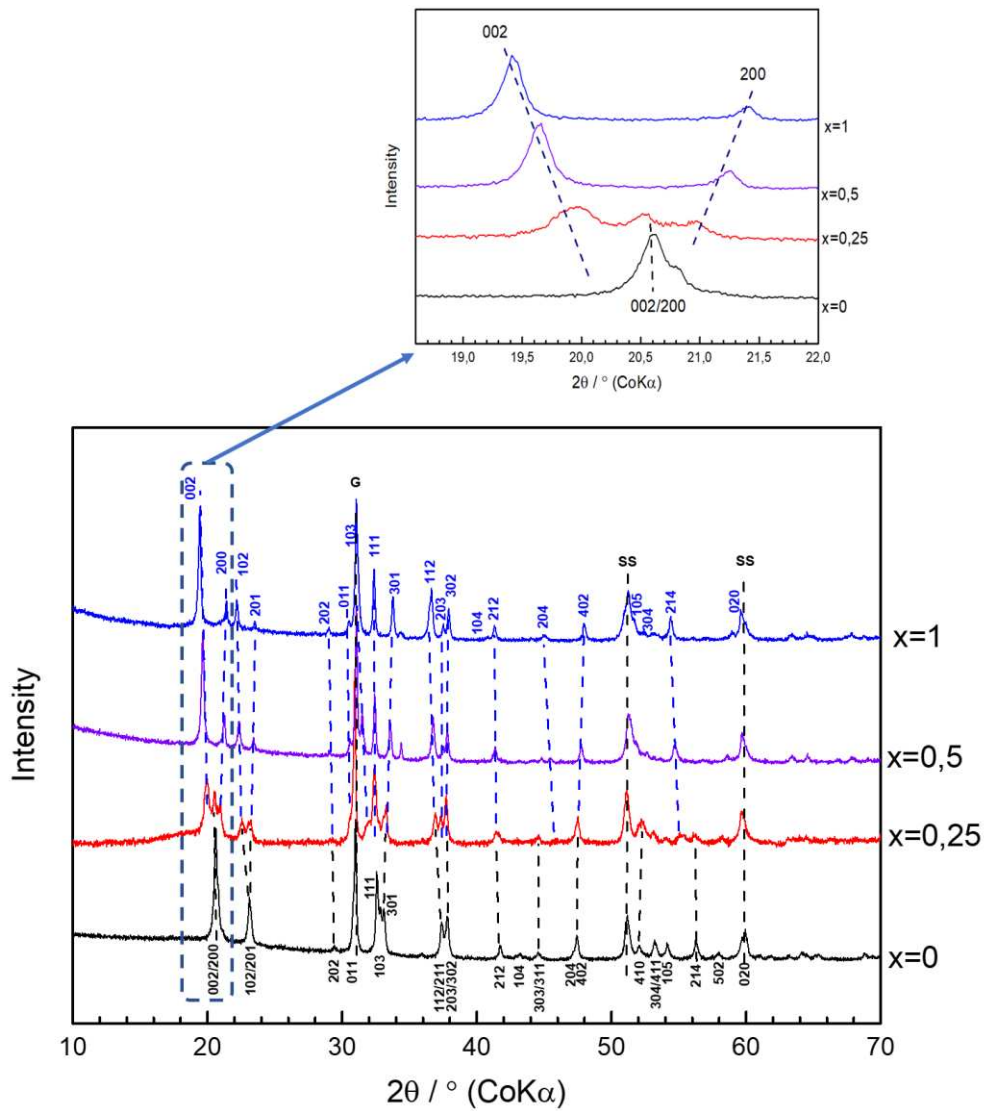 002
200
x=1
x=0,5
x=0,25
x=0
002/200
Intensity
19,0 19,5 20,0 20,5 21,0 21,5 22,0
2θ / ° (CoKα)
002
200
102
201
202
011
103
G
111
301
112
203
302
104
212
204
402
SS
105
304
214
020
SS
x=1
x=0,5
x=0,25
x=0
002/200
102/201
202
011
111
103
301
112/211
203/302
212
104
303/311
204
402
410
304/411
105
214
502
020
Intensity
10 20 30 40 50 60 70
2θ / ° (CoKα)